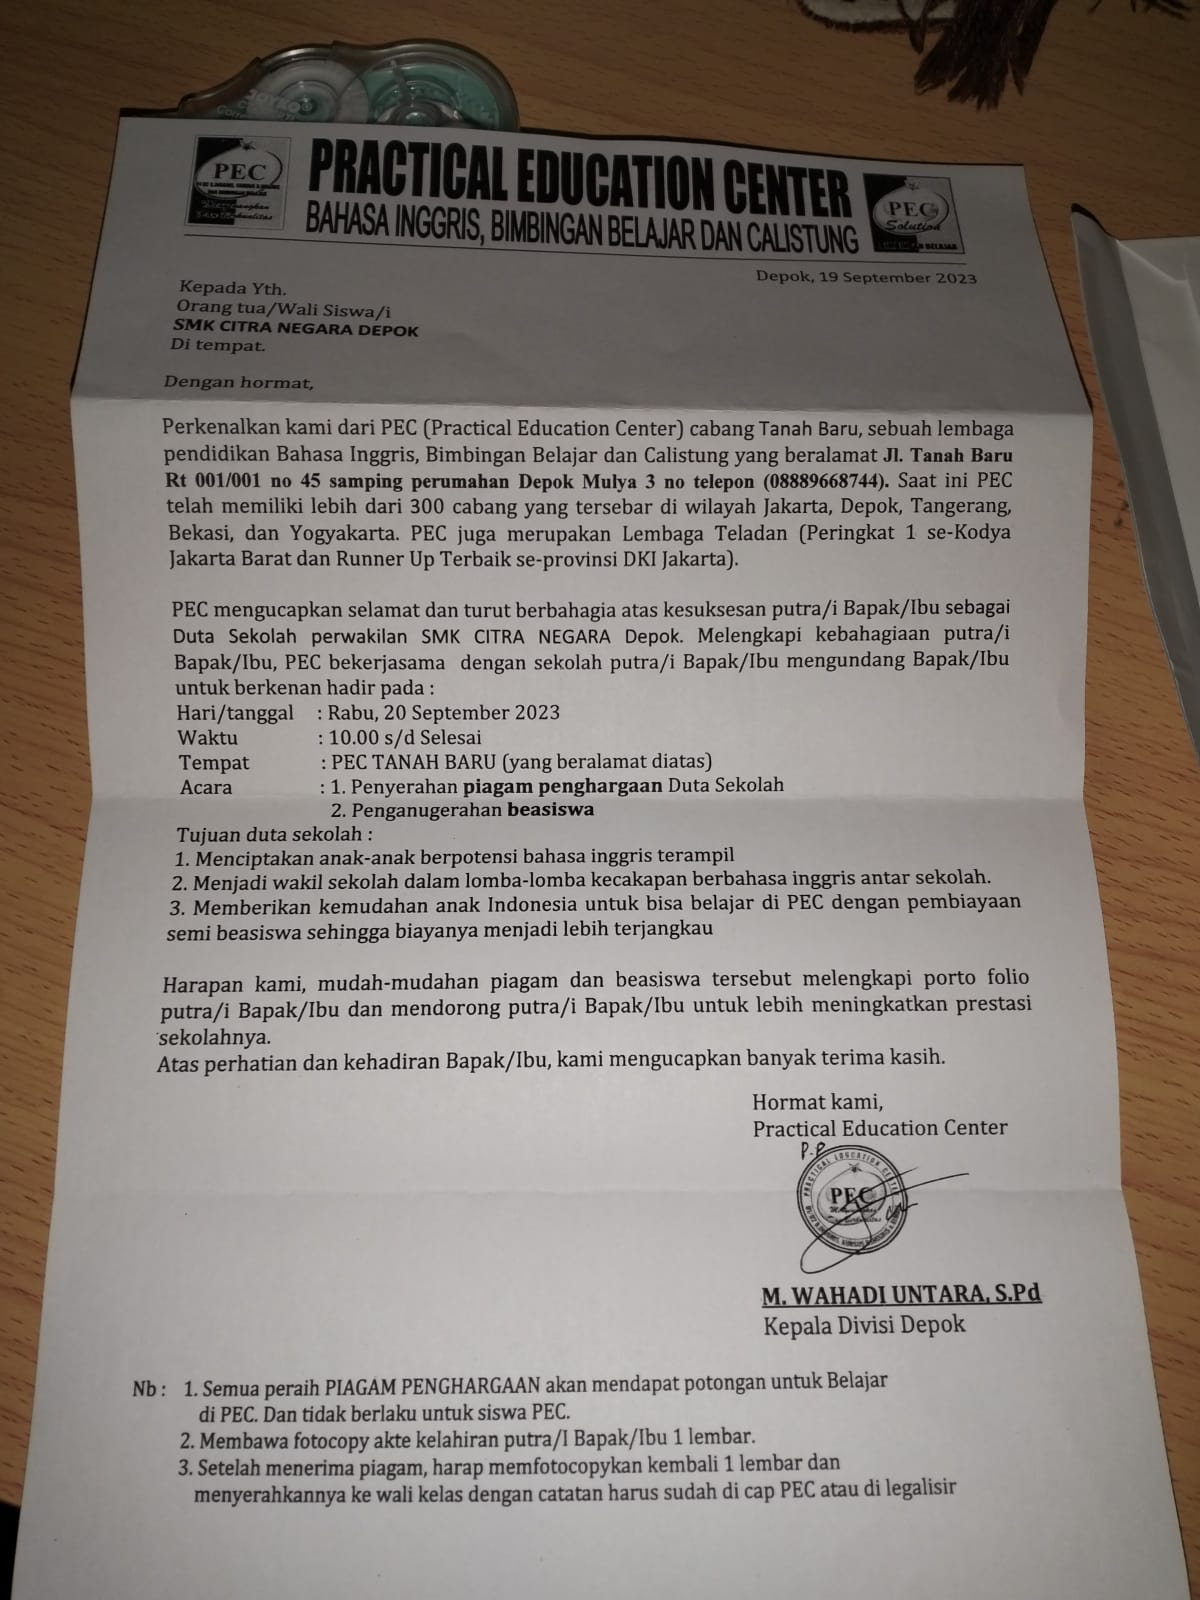 JOYKO
PEC
PRACTICAL EDUCATION CENTER
BAHASA INGGRIS, BIMBINGAN BELAJAR DAN CALISTUNG
PEC
Solution
Depok, 19 September 2023
Kepada Yth.
Orang tua/Wali Siswa/i
SMK CITRA NEGARA DEPOK
Di tempat.
Dengan hormat,
Perkenalkan kami dari PEC (Practical Education Center) cabang Tanah Baru, sebuah lembaga
pendidikan Bahasa Inggris, Bimbingan Belajar dan Calistung yang beralamat Jl. Tanah Baru
Rt 001/001 no 45 samping perumahan Depok Mulya 3 no telepon (08889668744). Saat ini PEC
telah memiliki lebih dari 300 cabang yang tersebar di wilayah Jakarta, Depok, Tangerang,
Bekasi, dan Yogyakarta. PEC juga merupakan Lembaga Teladan (Peringkat 1 se-Kodya
Jakarta Barat dan Runner Up Terbaik se-provinsi DKI Jakarta).
PEC mengucapkan selamat dan turut berbahagia atas kesuksesan putra/i Bapak/Ibu sebagai
Duta Sekolah perwakilan SMK CITRA NEGARA Depok. Melengkapi kebahagiaan putra/i
Bapak/Ibu, PEC bekerjasama dengan sekolah putra/i Bapak/Ibu mengundang Bapak/Ibu
untuk berkenan hadir pada :
Hari/tanggal : Rabu, 20 September 2023
Waktu : 10.00 s/d Selesai
Tempat : PEC TANAH BARU (yang beralamat diatas)
Acara : 1. Penyerahan piagam penghargaan Duta Sekolah
2. Penganugerahan beasiswa
Tujuan duta sekolah :
1. Menciptakan anak-anak berpotensi bahasa inggris terampil
2. Menjadi wakil sekolah dalam lomba-lomba kecakapan berbahasa inggris antar sekolah.
3. Memberikan kemudahan anak Indonesia untuk bisa belajar di PEC dengan pembiayaan
semi beasiswa sehingga biayanya menjadi lebih terjangkau
Harapan kami, mudah-mudahan piagam dan beasiswa tersebut melengkapi porto folio
putra/i Bapak/Ibu dan mendorong putra/i Bapak/Ibu untuk lebih meningkatkan prestasi
sekolahnya.
Atas perhatian dan kehadiran Bapak/Ibu, kami mengucapkan banyak terima kasih.
Hormat kami,
Practical Education Center
P.P
PRACTICAL EDUCATION CENTER
PEC
M. WAHADI UNTARA, S.Pd
Kepala Divisi Depok
Nb : 1. Semua peraih PIAGAM PENGHARGAAN akan mendapat potongan untuk Belajar
di PEC. Dan tidak berlaku untuk siswa PEC.
2. Membawa fotocopy akte kelahiran putra/I Bapak/Ibu 1 lembar.
3. Setelah menerima piagam, harap memfotocopykan kembali 1 lembar dan
menyerahkannya ke wali kelas dengan catatan harus sudah di cap PEC atau di legalisir